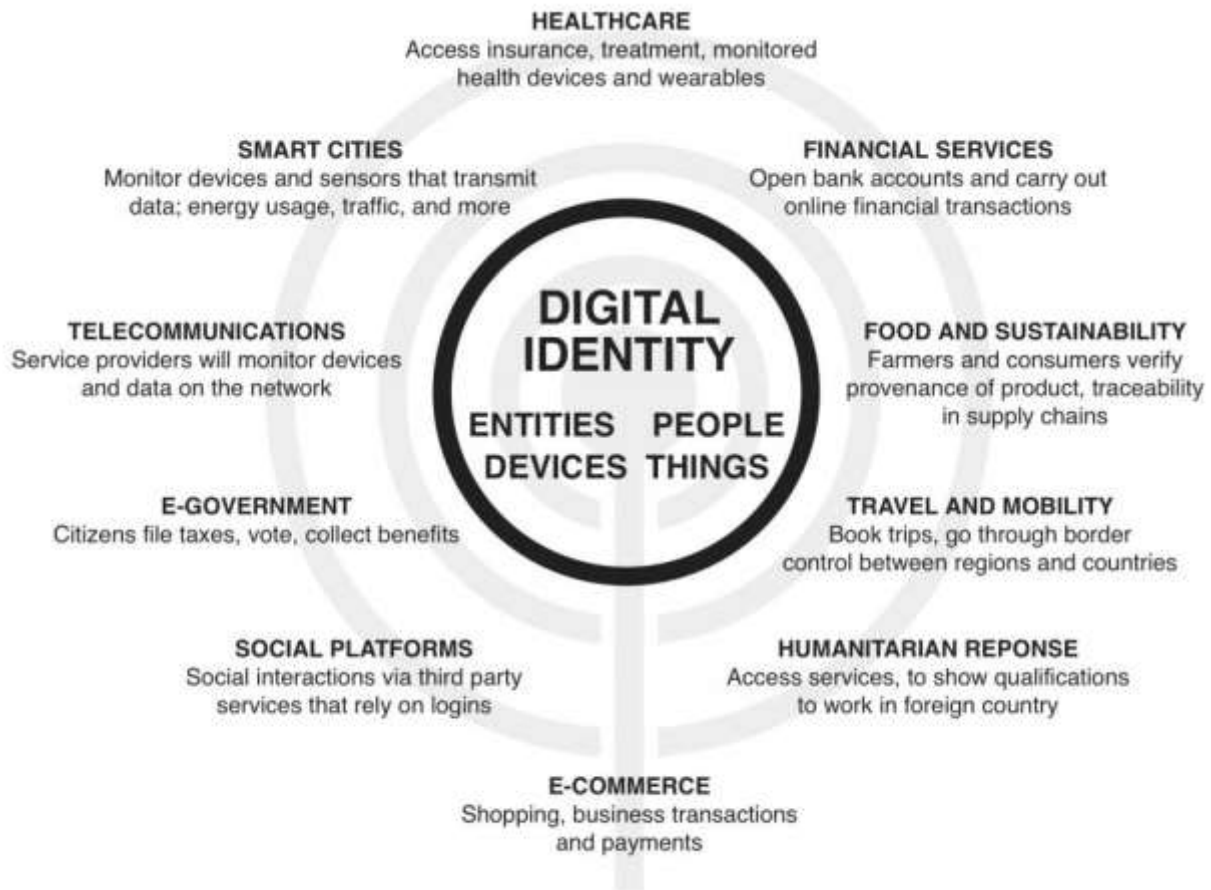 HEALTHCARE
Access insurance, treatment, monitored
health devices and wearables
SMART CITIES
Monitor devices and sensors that transmit
data; energy usage, traffic, and more
FINANCIAL SERVICES
Open bank accounts and carry out
online financial transactions
DIGITAL
IDENTITY
ENTITIES PEOPLE
DEVICES THINGS
TELECOMMUNICATIONS
Service providers will monitor devices
and data on the network
FOOD AND SUSTAINABILITY
Farmers and consumers verify
provenance of product, traceability
in supply chains
E-GOVERNMENT
Citizens file taxes, vote, collect benefits
TRAVEL AND MOBILITY
Book trips, go through border
control between regions and countries
SOCIAL PLATFORMS
Social interactions via third party
services that rely on logins
HUMANITARIAN REPONSE
Access services, to show qualifications
to work in foreign country
E-COMMERCE
Shopping, business transactions
and payments